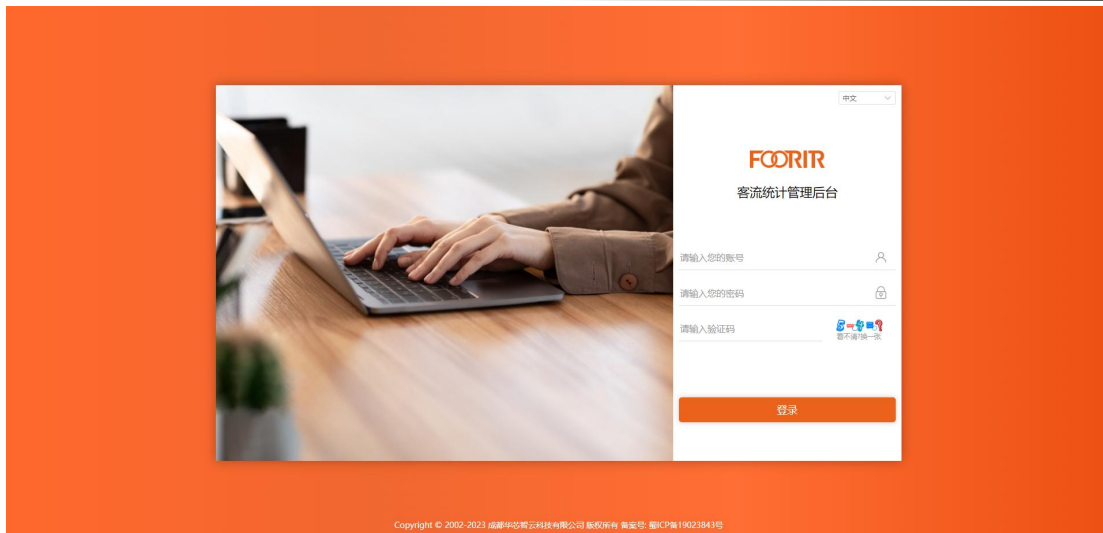 中文
FOORIR
客流统计管理后台
请输入您的账号
请输入您的密码
请输入验证码
5-4=?
看不清?换一张
登录
Copyright © 2002-2023 成都华芯智云科技有限公司 版权所有 备案号: 蜀ICP备19023843号